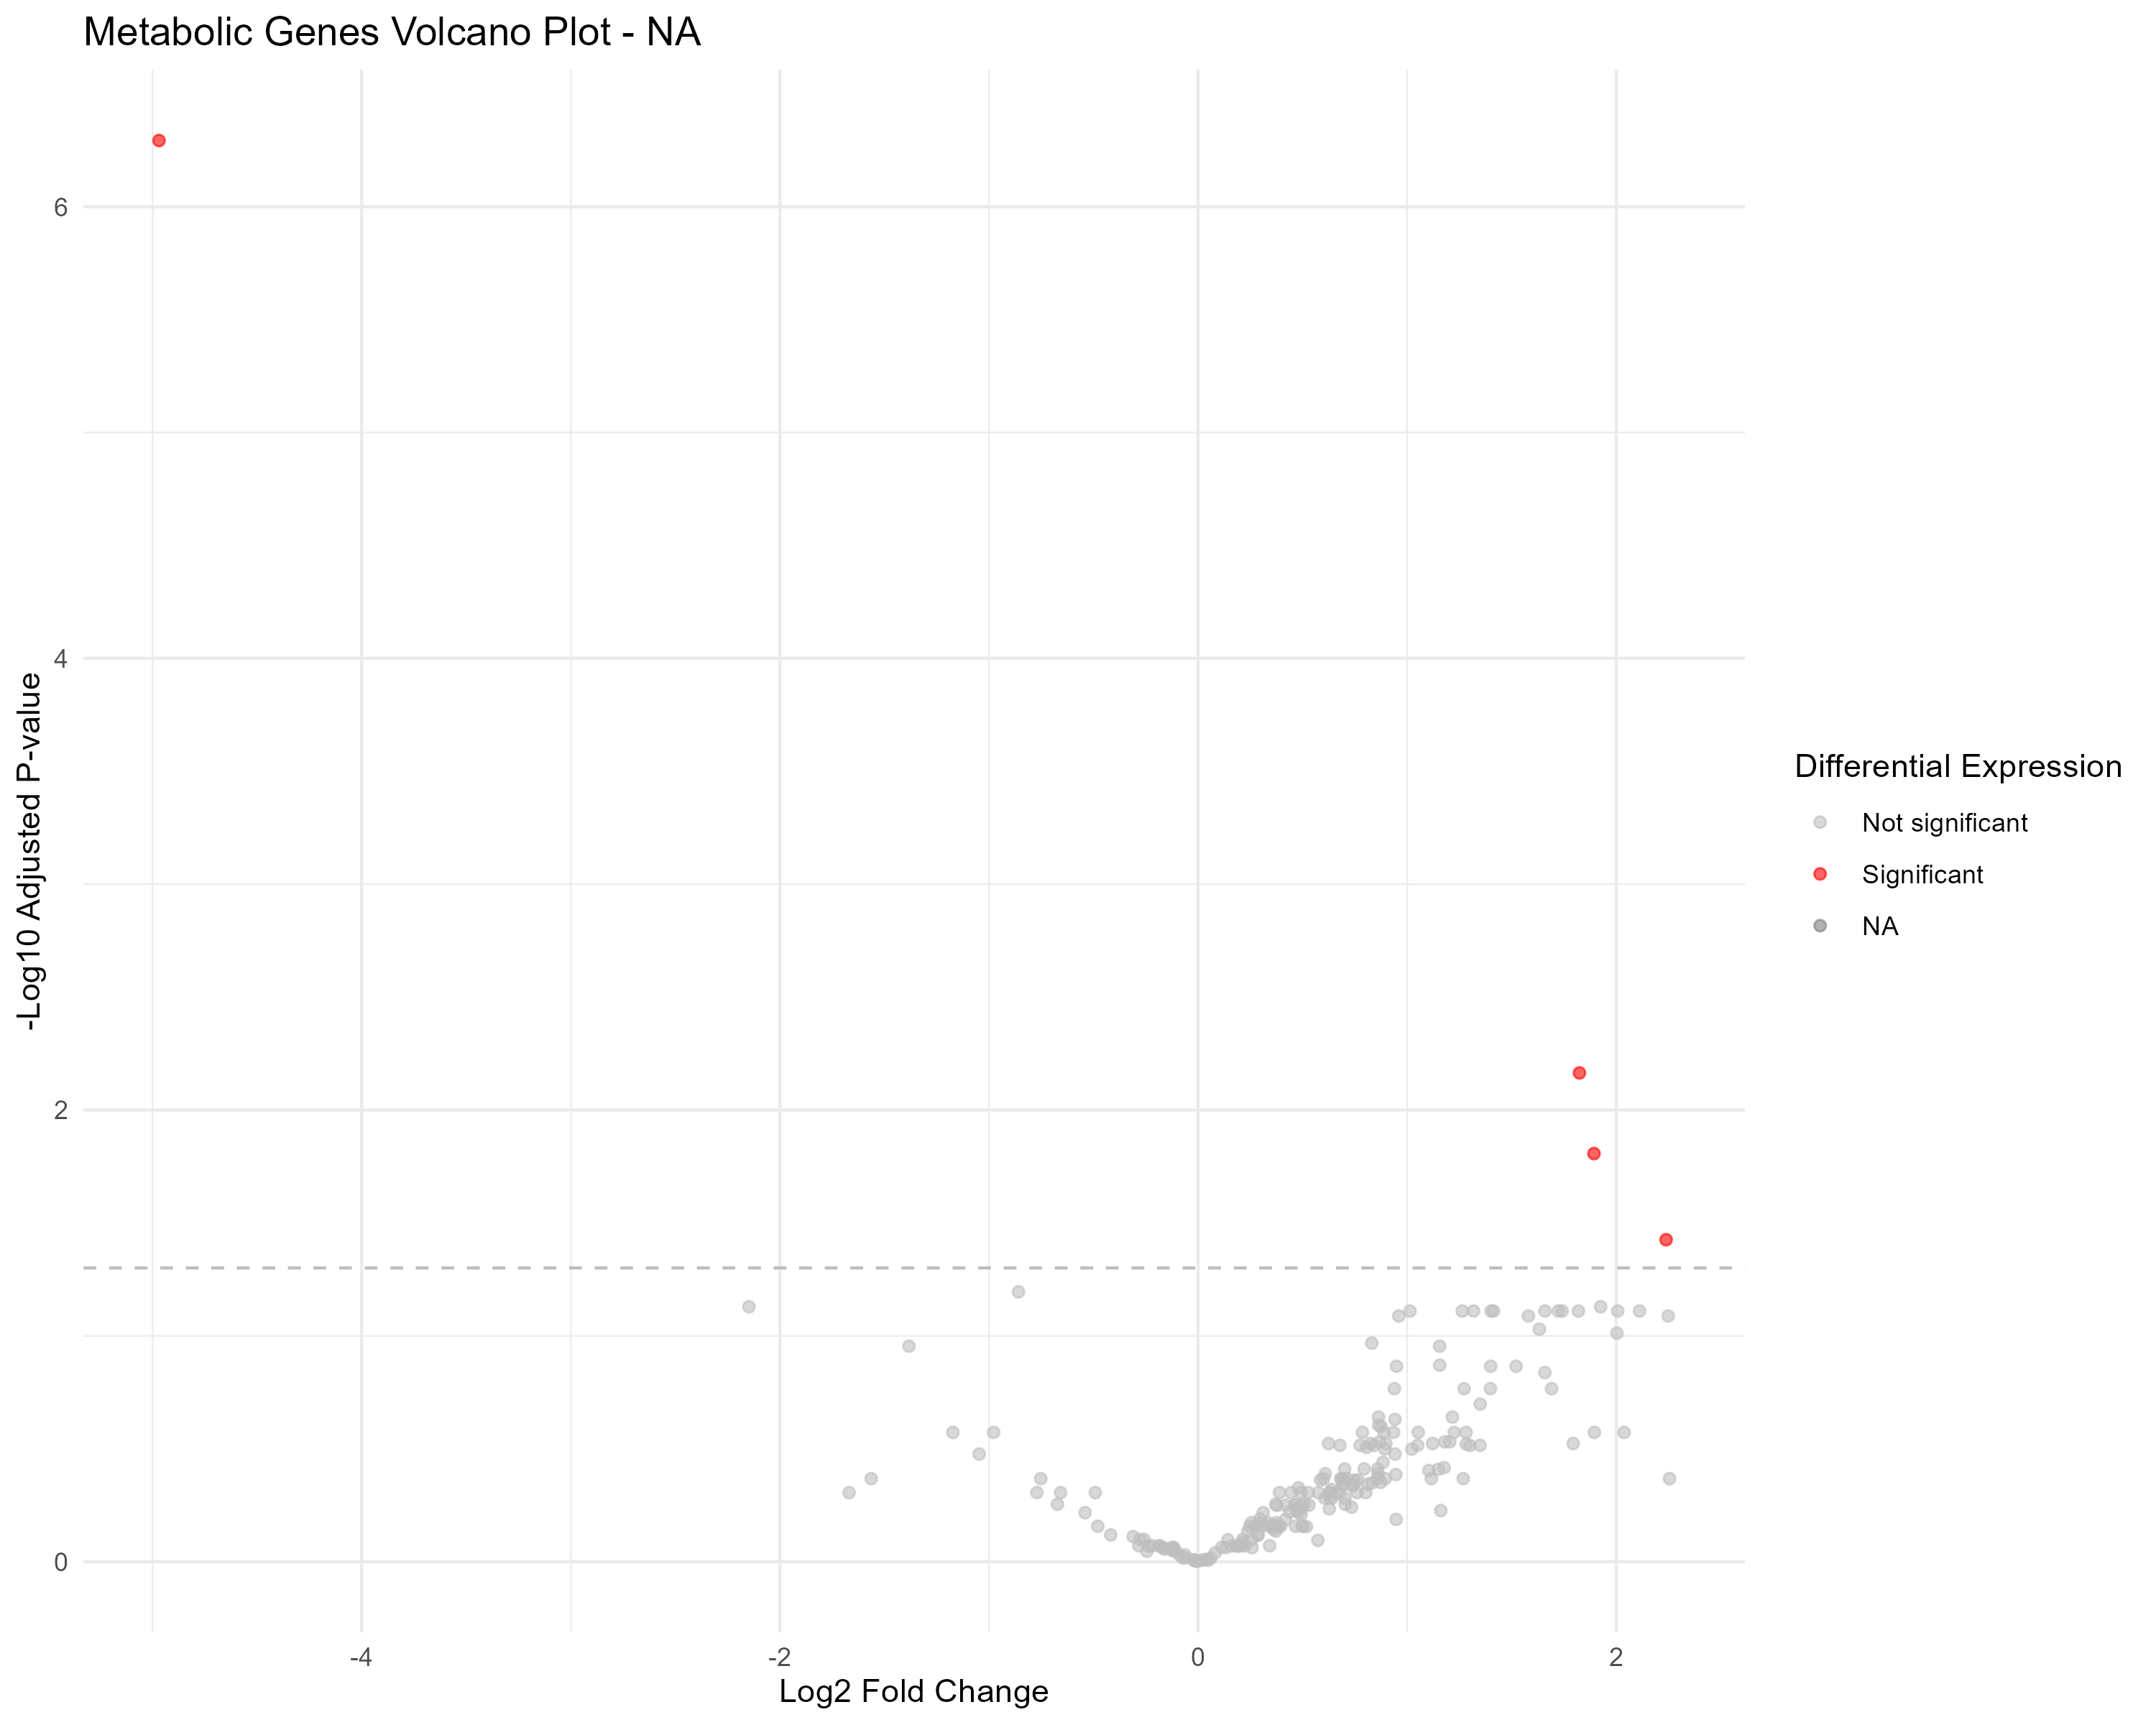 Metabolic Genes Volcano Plot - NA
6
4
2
0
-Log10 Adjusted P-value
-4
-2
0
2
Log2 Fold Change
Differential Expression
Not significant
Significant
NA